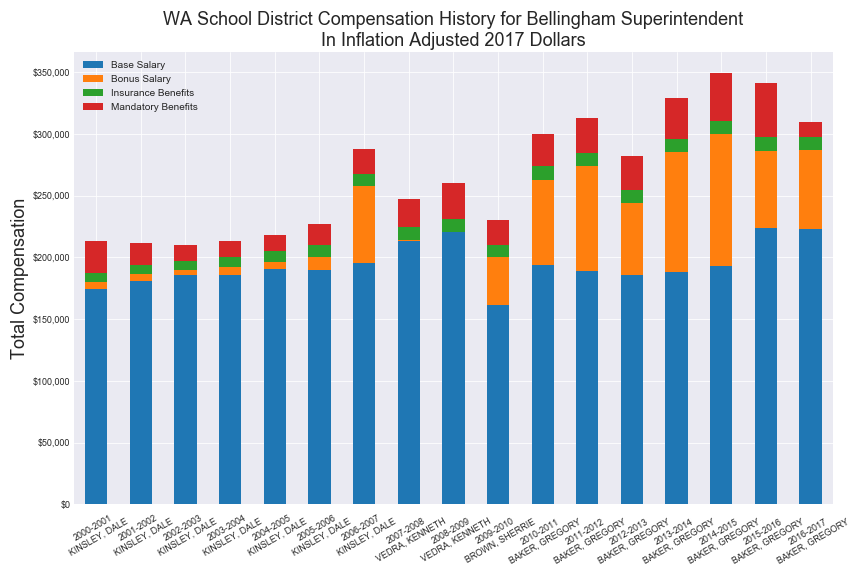 WA School District Compensation History for Bellingham Superintendent
In Inflation Adjusted 2017 Dollars
Base Salary
Bonus Salary
Insurance Benefits
Mandatory Benefits
Total Compensation
$350,000
$300,000
$250,000
$200,000
$150,000
$100,000
$50,000
$0
2000-2001
KINSLEY, DALE
2001-2002
KINSLEY, DALE
2002-2003
KINSLEY, DALE
2003-2004
KINSLEY, DALE
2004-2005
KINSLEY, DALE
2005-2006
KINSLEY, DALE
2006-2007
KINSLEY, DALE
2007-2008
VEDRA, KENNETH
2008-2009
VEDRA, KENNETH
2009-2010
BROWN, SHERRIE
2010-2011
BAKER, GREGORY
2011-2012
BAKER, GREGORY
2012-2013
BAKER, GREGORY
2013-2014
BAKER, GREGORY
2014-2015
BAKER, GREGORY
2015-2016
BAKER, GREGORY
2016-2017
BAKER, GREGORY